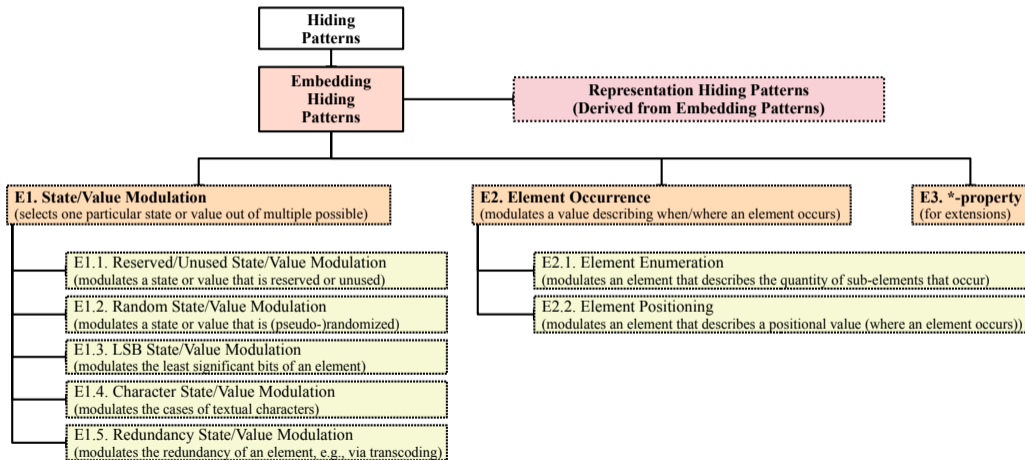 Hiding
Patterns
Embedding
Hiding
Patterns
Representation Hiding Patterns
(Derived from Embedding Patterns)
E1. State/Value Modulation
(selects one particular state or value out of multiple possible)
E1.1. Reserved/Unused State/Value Modulation
(modulates a state or value that is reserved or unused)
E1.2. Random State/Value Modulation
(modulates a state or value that is (pseudo-)randomized)
E1.3. LSB State/Value Modulation
(modulates the least significant bits of an element)
E1.4. Character State/Value Modulation
(modulates the cases of textual characters)
E1.5. Redundancy State/Value Modulation
(modulates the redundancy of an element, e.g., via transcoding)
E2. Element Occurrence
(modulates a value describing when/where an element occurs)
E2.1. Element Enumeration
(modulates an element that describes the quantity of sub-elements that occur)
E2.2. Element Positioning
(modulates an element that describes a positional value (where an element occurs))
E3. *-property
(for extensions)